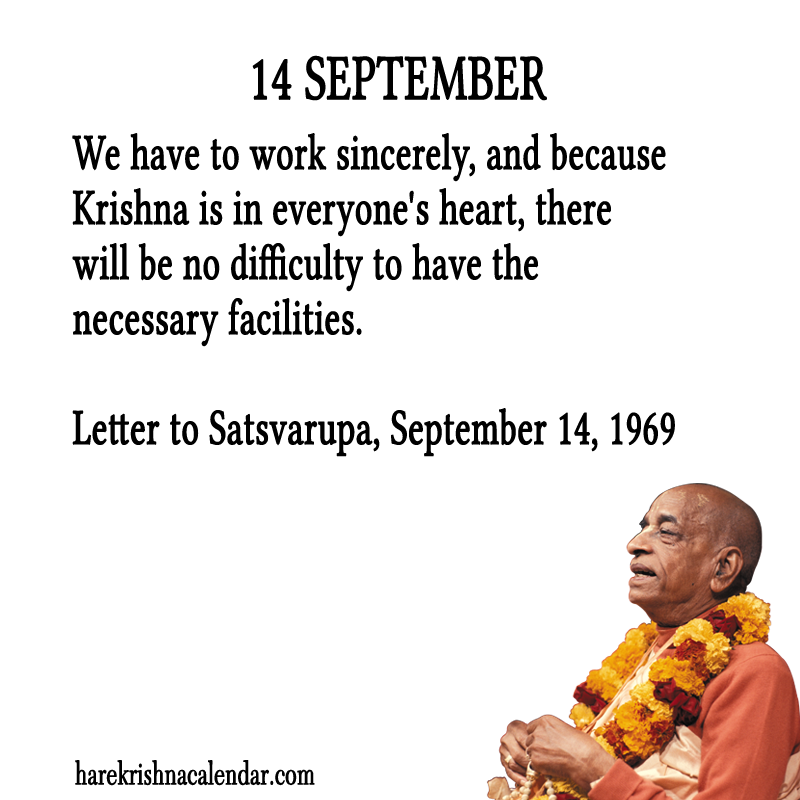 14 SEPTEMBER
We have to work sincerely, and because
Krishna is in everyone's heart, there
will be no difficulty to have the
necessary facilities.
Letter to Satsvarupa, September 14, 1969
harekrishnacalendar.com